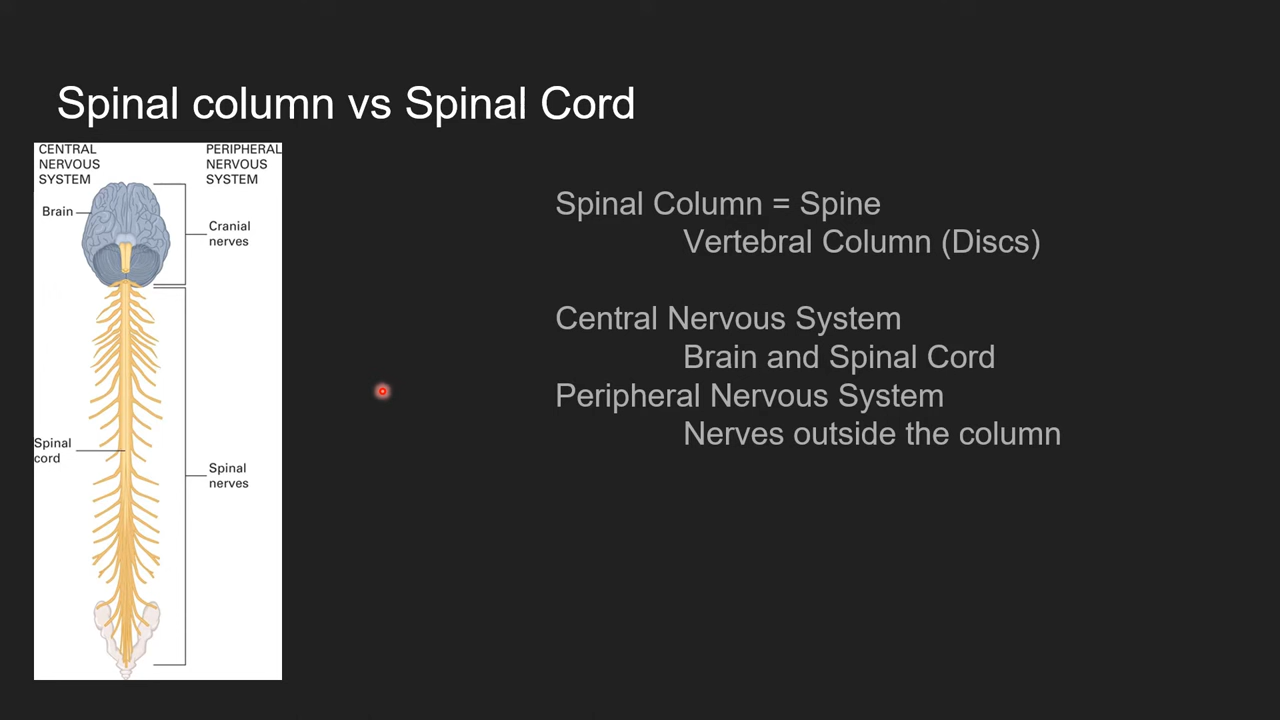 Spinal column vs Spinal Cord
CENTRAL
NERVOUS
SYSTEM
PERIPHERAL
NERVOUS
SYSTEM
Brain
Cranial
nerves
Spinal
cord
Spinal
nerves
Spinal Column = Spine
Vertebral Column (Discs)
Central Nervous System
Brain and Spinal Cord
Peripheral Nervous System
Nerves outside the column